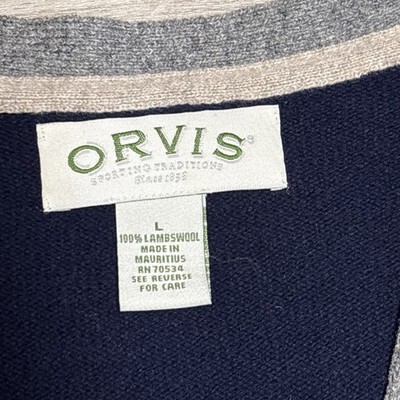 ORVIS®
SPORTING TRADITIONS
Since 1856
L
100% LAMBSWOOL
MADE IN
MAURITIUS
RN 70534
SEE REVERSE
FOR CARE